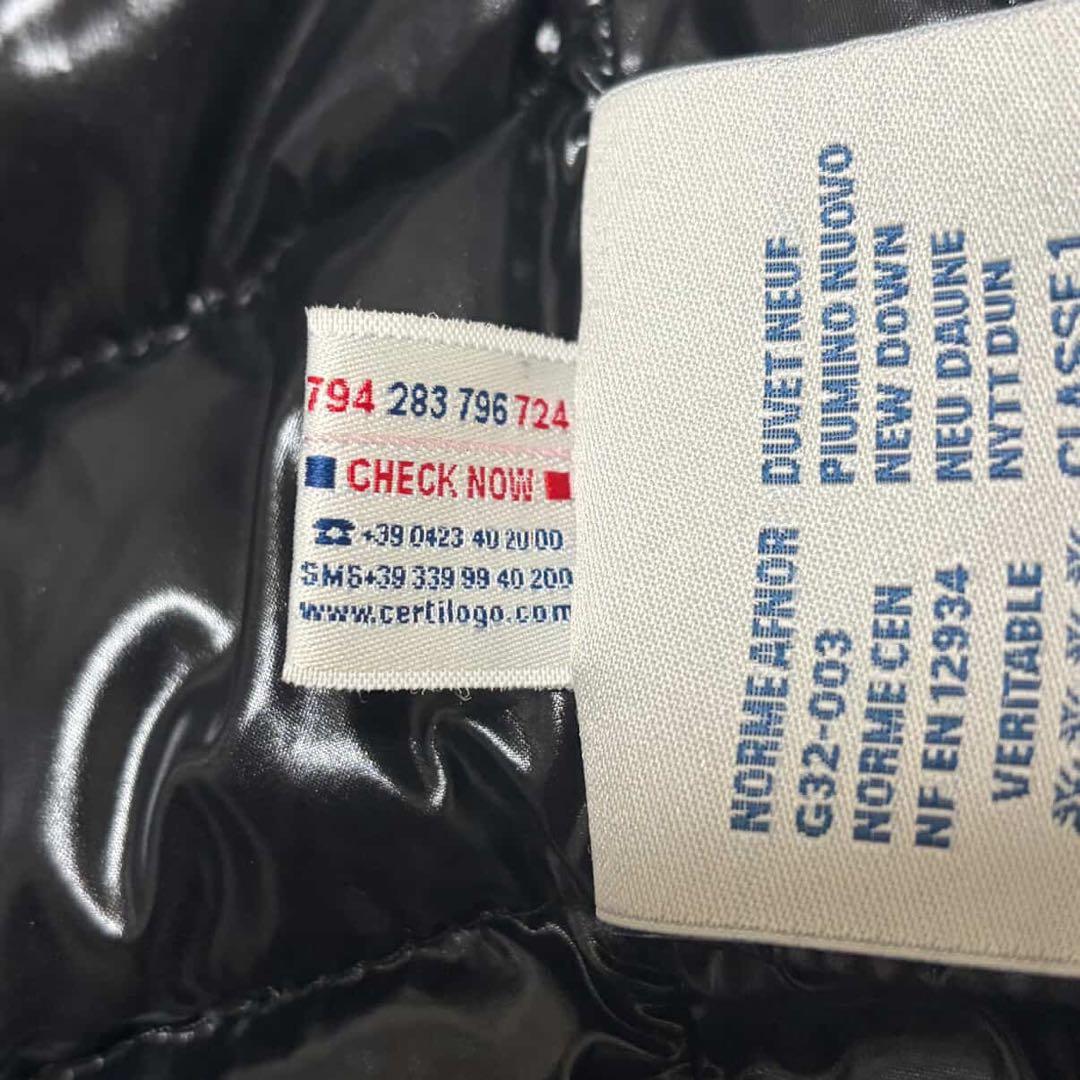 794 283 796 724
CHECK NOW
+39 0423 40 20 00
SMS+39 339 99 40 200
www.certilogo.com
NORME AFNOR DUVET NEUF
G32-003 PIUMINO NUOVO
NORME CEN NEW DOWN
NF EN 12934 NEU DAUNE
VERITABLE NYTT DUN
CLASSE 1